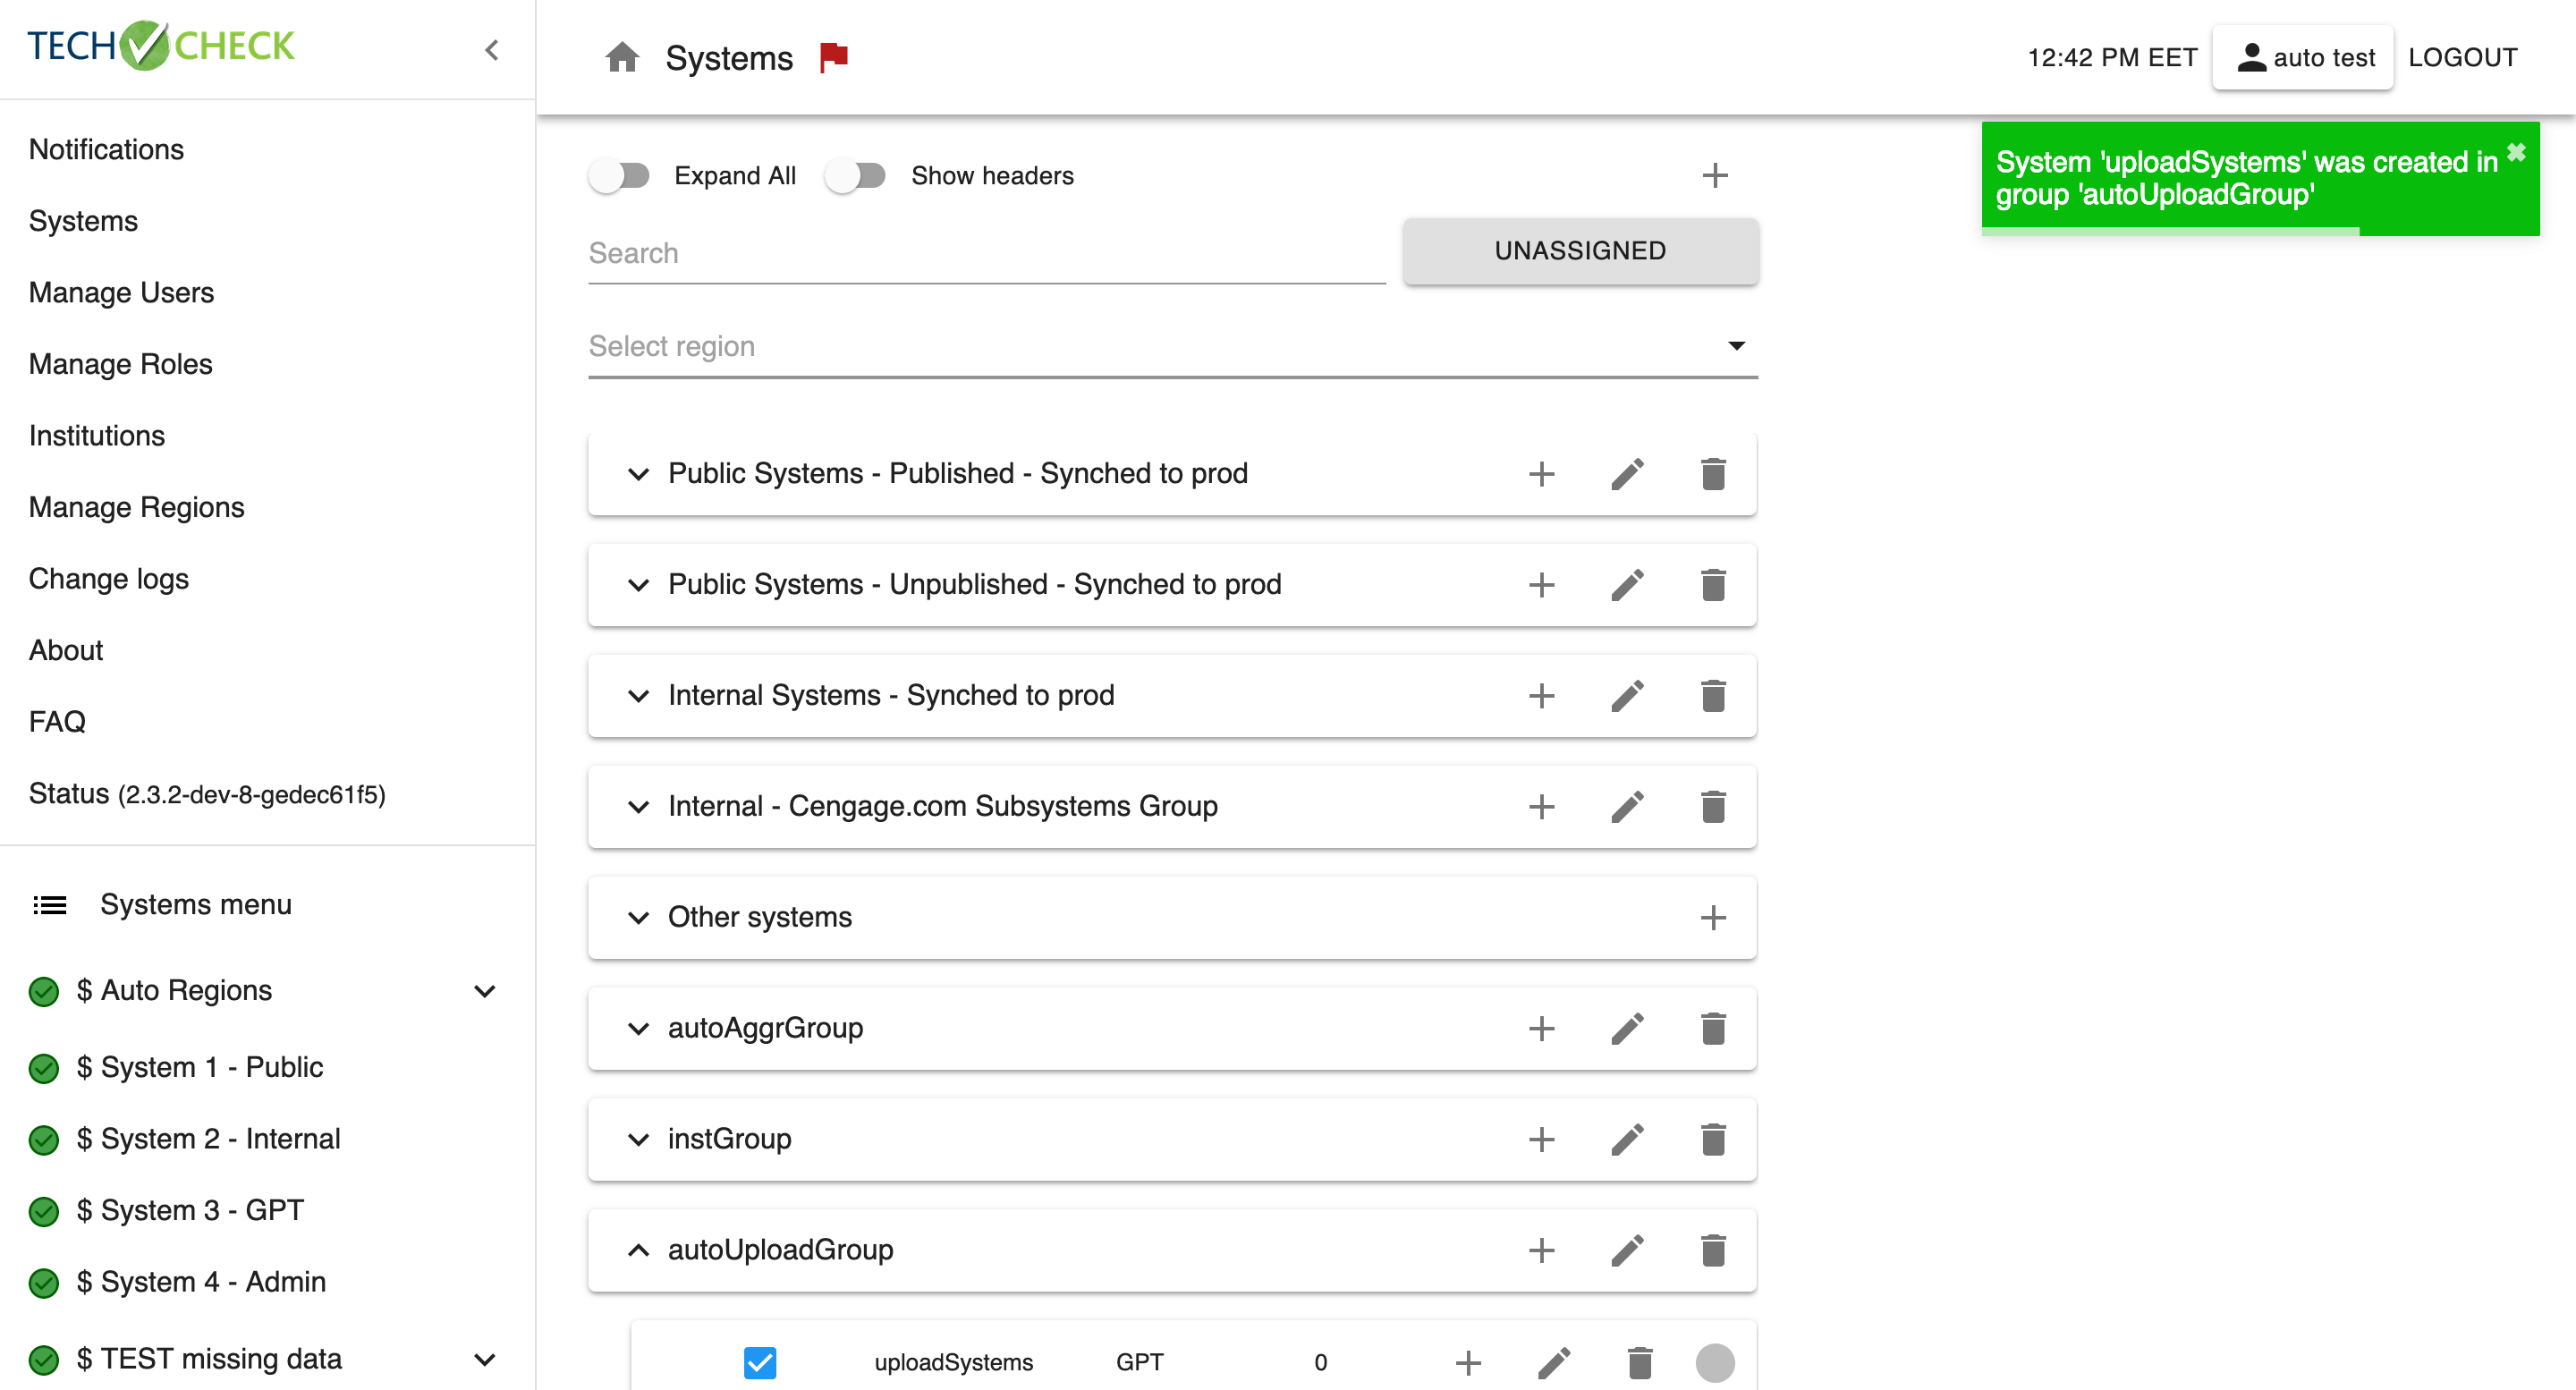 TECH CHECK
Notifications
Systems
Manage Users
Manage Roles
Institutions
Manage Regions
Change logs
About
FAQ
Status (2.3.2-dev-8-gedec61f5)
Systems menu
$ Auto Regions
$ System 1 - Public
$ System 2 - Internal
$ System 3 - GPT
$ System 4 - Admin
$ TEST missing data
Systems
12:42 PM EET
auto test
LOGOUT
System 'uploadSystems' was created in
group 'autoUploadGroup'
Expand All
Show headers
Search
UNASSIGNED
Select region
Public Systems - Published - Synched to prod
Public Systems - Unpublished - Synched to prod
Internal Systems - Synched to prod
Internal - Cengage.com Subsystems Group
Other systems
autoAggrGroup
instGroup
autoUploadGroup
uploadSystems GPT 0